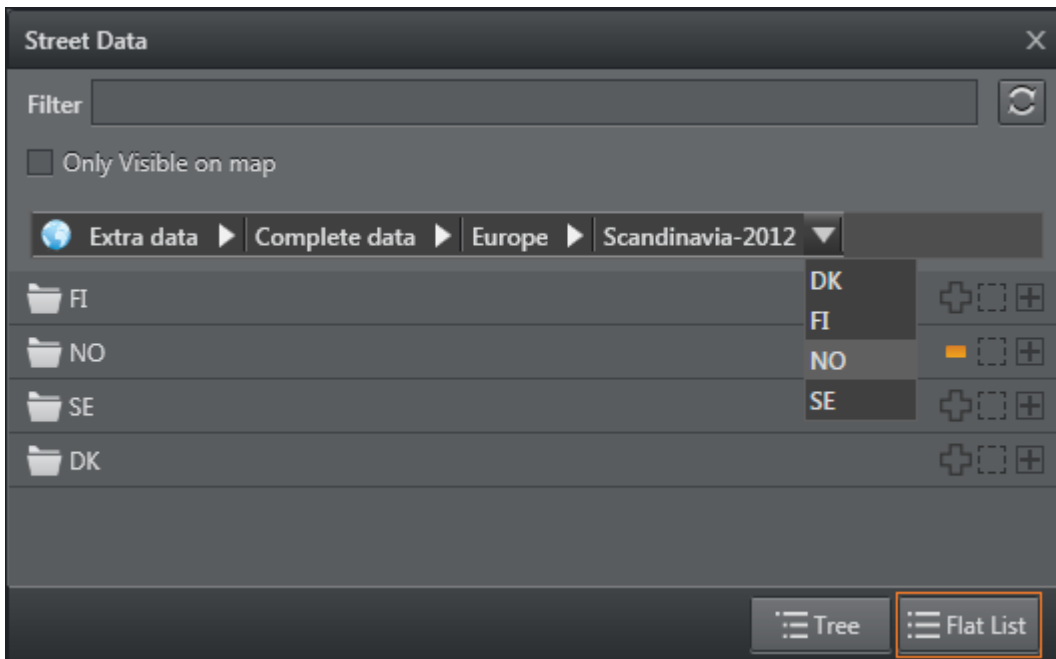 Street Data
Filter
Only Visible on map
Extra data Complete data Europe Scandinavia-2012
DK
FI
NO
SE
FI
NO
SE
DK
Tree Flat List